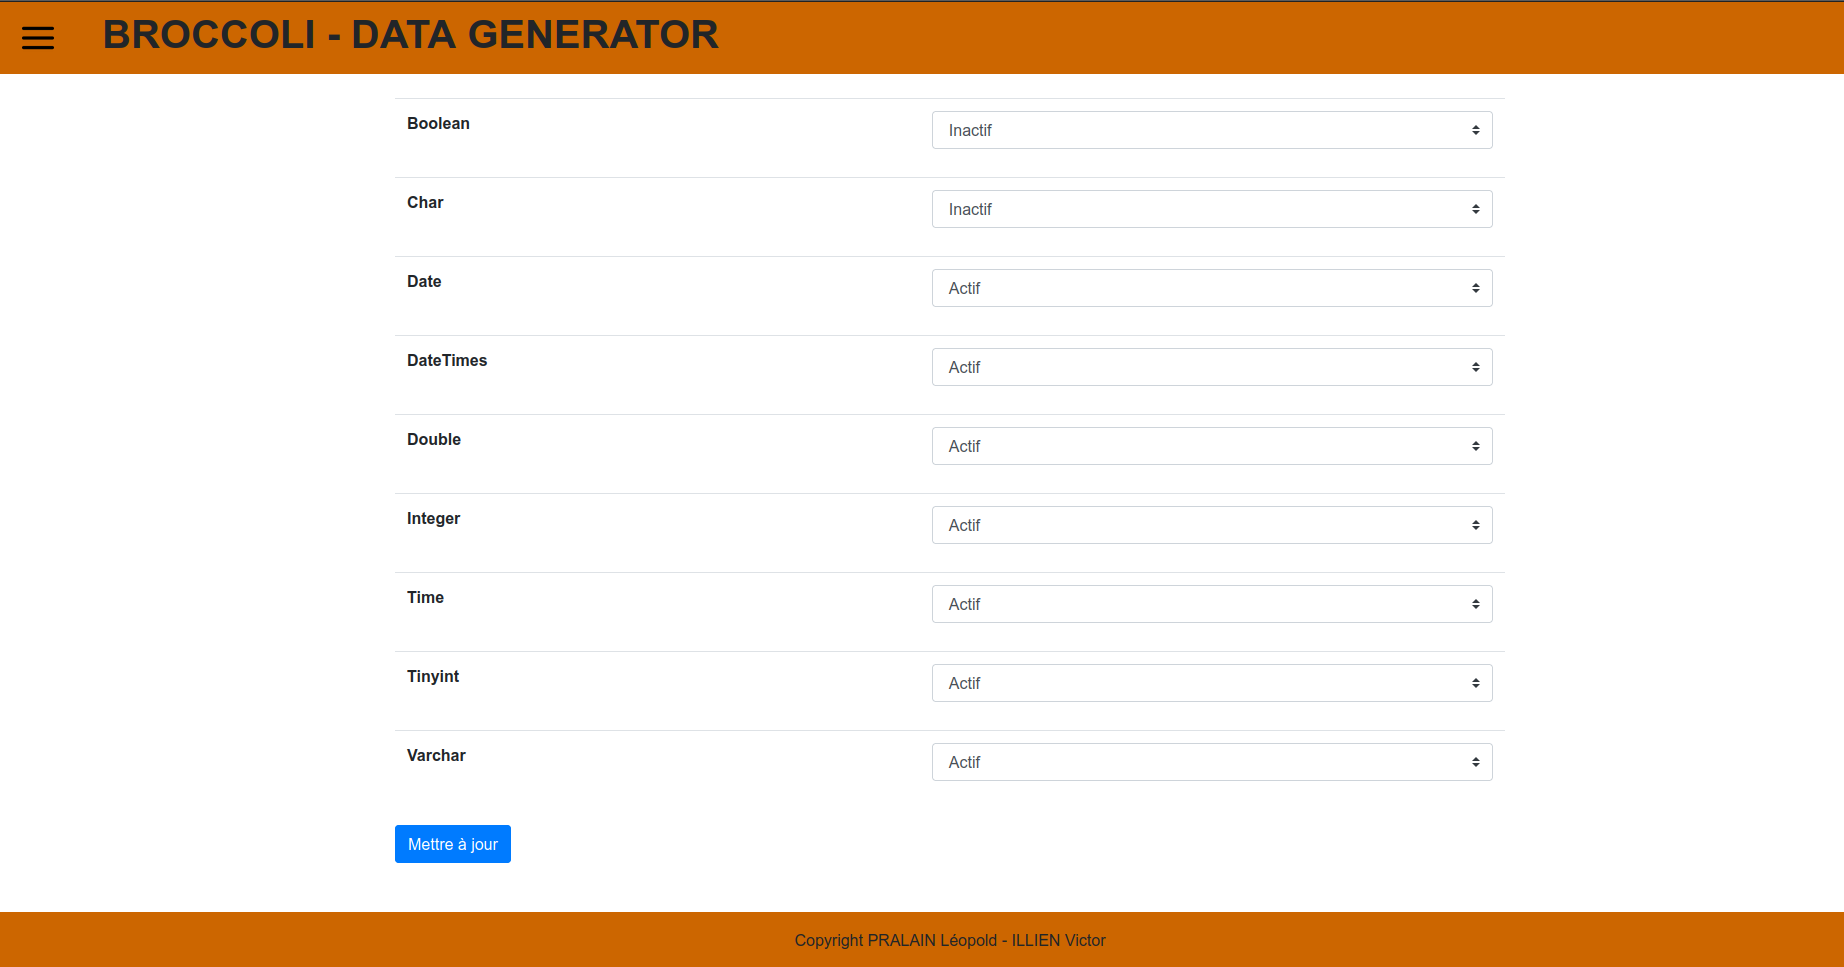 BROCCOLI - DATA GENERATOR
Boolean Inactif
Char Inactif
Date Actif
DateTimes Actif
Double Actif
Integer Actif
Time Actif
Tinyint Actif
Varchar Actif
Mettre à jour
Copyright PRALAIN Léopold - ILLIEN Victor